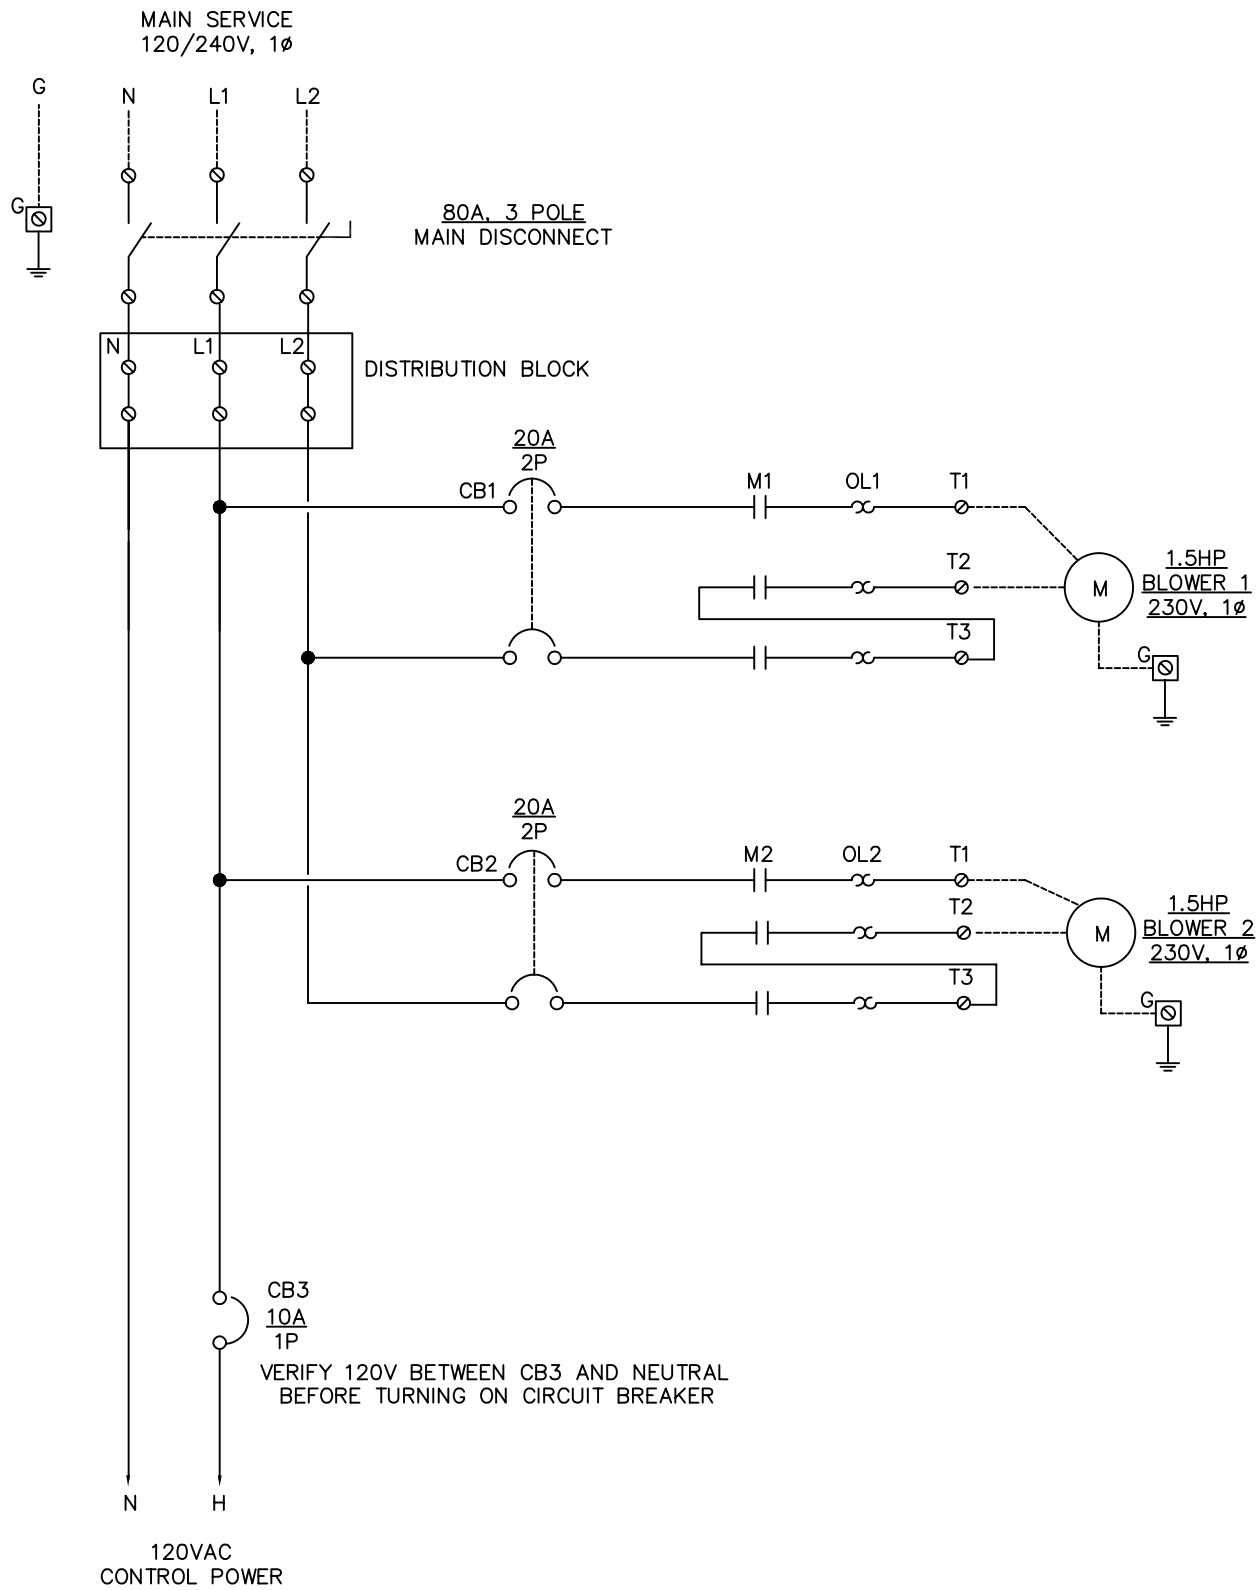 MAIN SERVICE
120/240V, 1ø
G
N L1 L2
G
80A, 3 POLE
MAIN DISCONNECT
N L1 L2
DISTRIBUTION BLOCK
20A
2P
CB1
M1 OL1 T1
T2
T3
M
1.5HP
BLOWER 1
230V, 1ø
G
20A
2P
CB2
M2 OL2 T1
T2
T3
M
1.5HP
BLOWER 2
230V, 1ø
G
CB3
10A
1P
VERIFY 120V BETWEEN CB3 AND NEUTRAL
BEFORE TURNING ON CIRCUIT BREAKER
N H
120VAC
CONTROL POWER